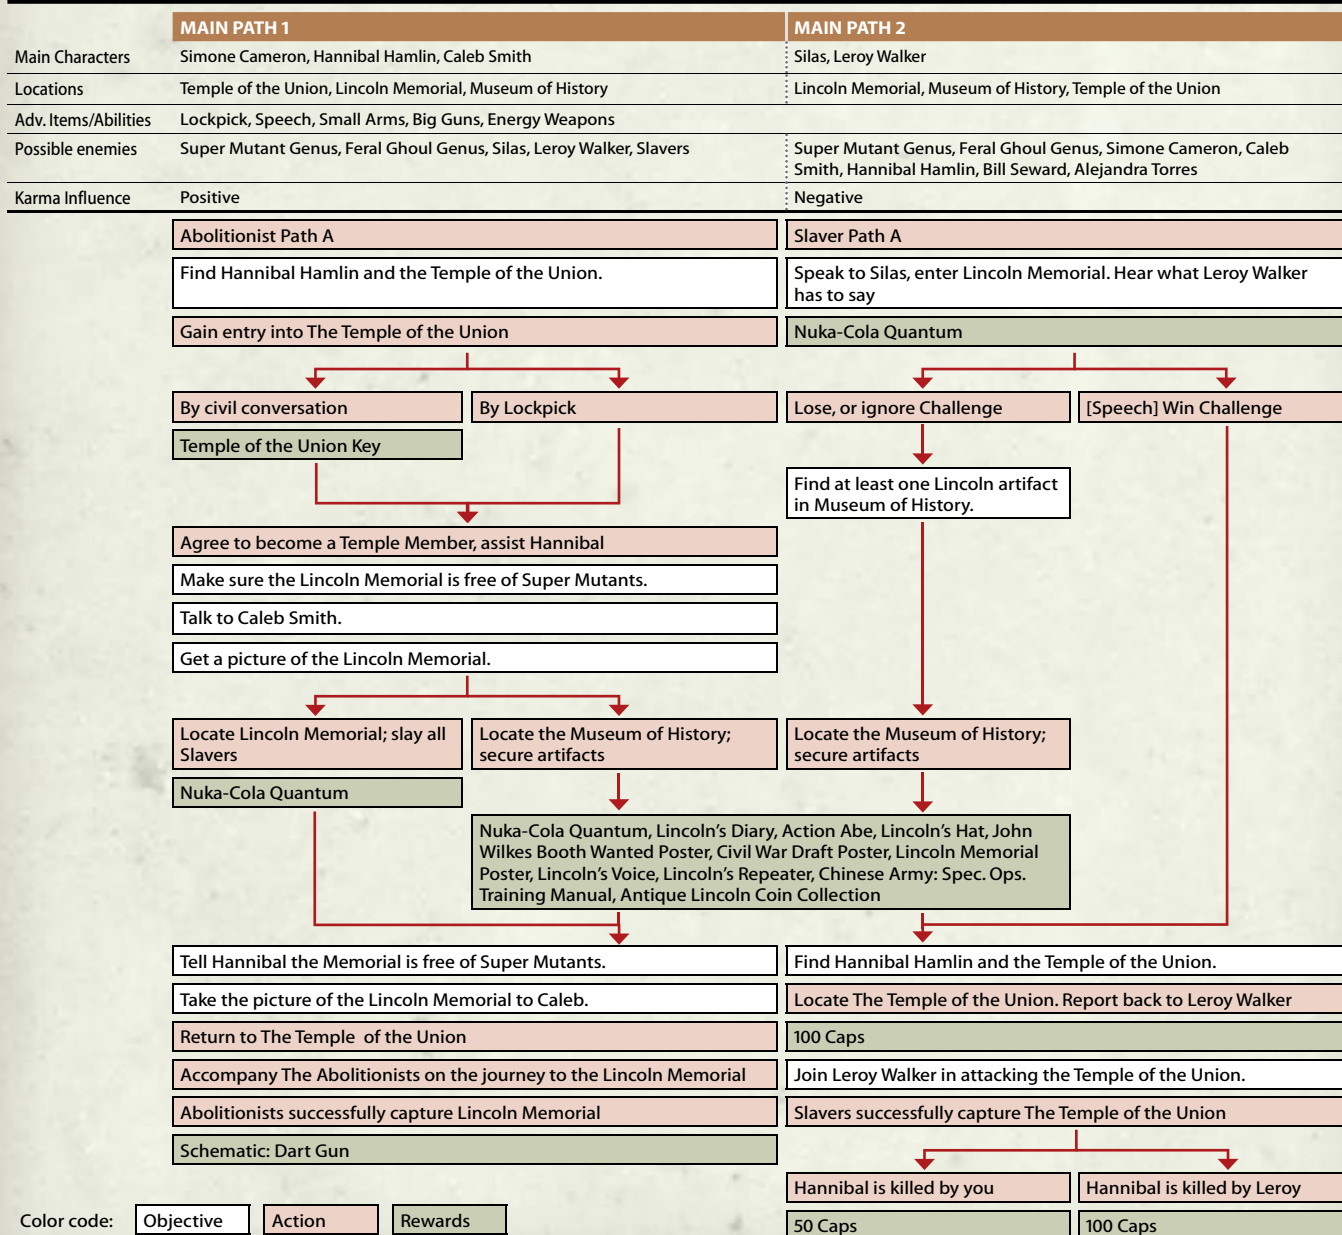 MAIN PATH 1
MAIN PATH 2
Main Characters
Simone Cameron, Hannibal Hamlin, Caleb Smith
Silas, Leroy Walker
Locations
Temple of the Union, Lincoln Memorial, Museum of History
Lincoln Memorial, Museum of History, Temple of the Union
Adv. Items/Abilities
Lockpick, Speech, Small Arms, Big Guns, Energy Weapons
Possible enemies
Super Mutant Genus, Feral Ghoul Genus, Silas, Leroy Walker, Slavers
Super Mutant Genus, Feral Ghoul Genus, Simone Cameron, Caleb
Smith, Hannibal Hamlin, Bill Seward, Alejandra Torres
Karma Influence
Positive
Negative
Abolitionist Path A
Slaver Path A
Find Hannibal Hamlin and the Temple of the Union.
Speak to Silas, enter Lincoln Memorial. Hear what Leroy Walker
has to say
Gain entry into The Temple of the Union
Nuka-Cola Quantum
By civil conversation
By Lockpick
Lose, or ignore Challenge
[Speech] Win Challenge
Temple of the Union Key
Find at least one Lincoln artifact
in Museum of History.
Agree to become a Temple Member, assist Hannibal
Make sure the Lincoln Memorial is free of Super Mutants.
Talk to Caleb Smith.
Get a picture of the Lincoln Memorial.
Locate Lincoln Memorial; slay all
Slavers
Locate the Museum of History;
secure artifacts
Locate the Museum of History;
secure artifacts
Nuka-Cola Quantum
Nuka-Cola Quantum, Lincoln's Diary, Action Abe, Lincoln's Hat, John
Wilkes Booth Wanted Poster, Civil War Draft Poster, Lincoln Memorial
Poster, Lincoln's Voice, Lincoln's Repeater, Chinese Army: Spec. Ops.
Training Manual, Antique Lincoln Coin Collection
Tell Hannibal the Memorial is free of Super Mutants.
Find Hannibal Hamlin and the Temple of the Union.
Take the picture of the Lincoln Memorial to Caleb.
Locate The Temple of the Union. Report back to Leroy Walker
Return to The Temple of the Union
100 Caps
Accompany The Abolitionists on the journey to the Lincoln Memorial
Join Leroy Walker in attacking the Temple of the Union.
Abolitionists successfully capture Lincoln Memorial
Slavers successfully capture The Temple of the Union
Schematic: Dart Gun
Hannibal is killed by you
Hannibal is killed by Leroy
50 Caps
100 Caps
Color code:
Objective
Action
Rewards